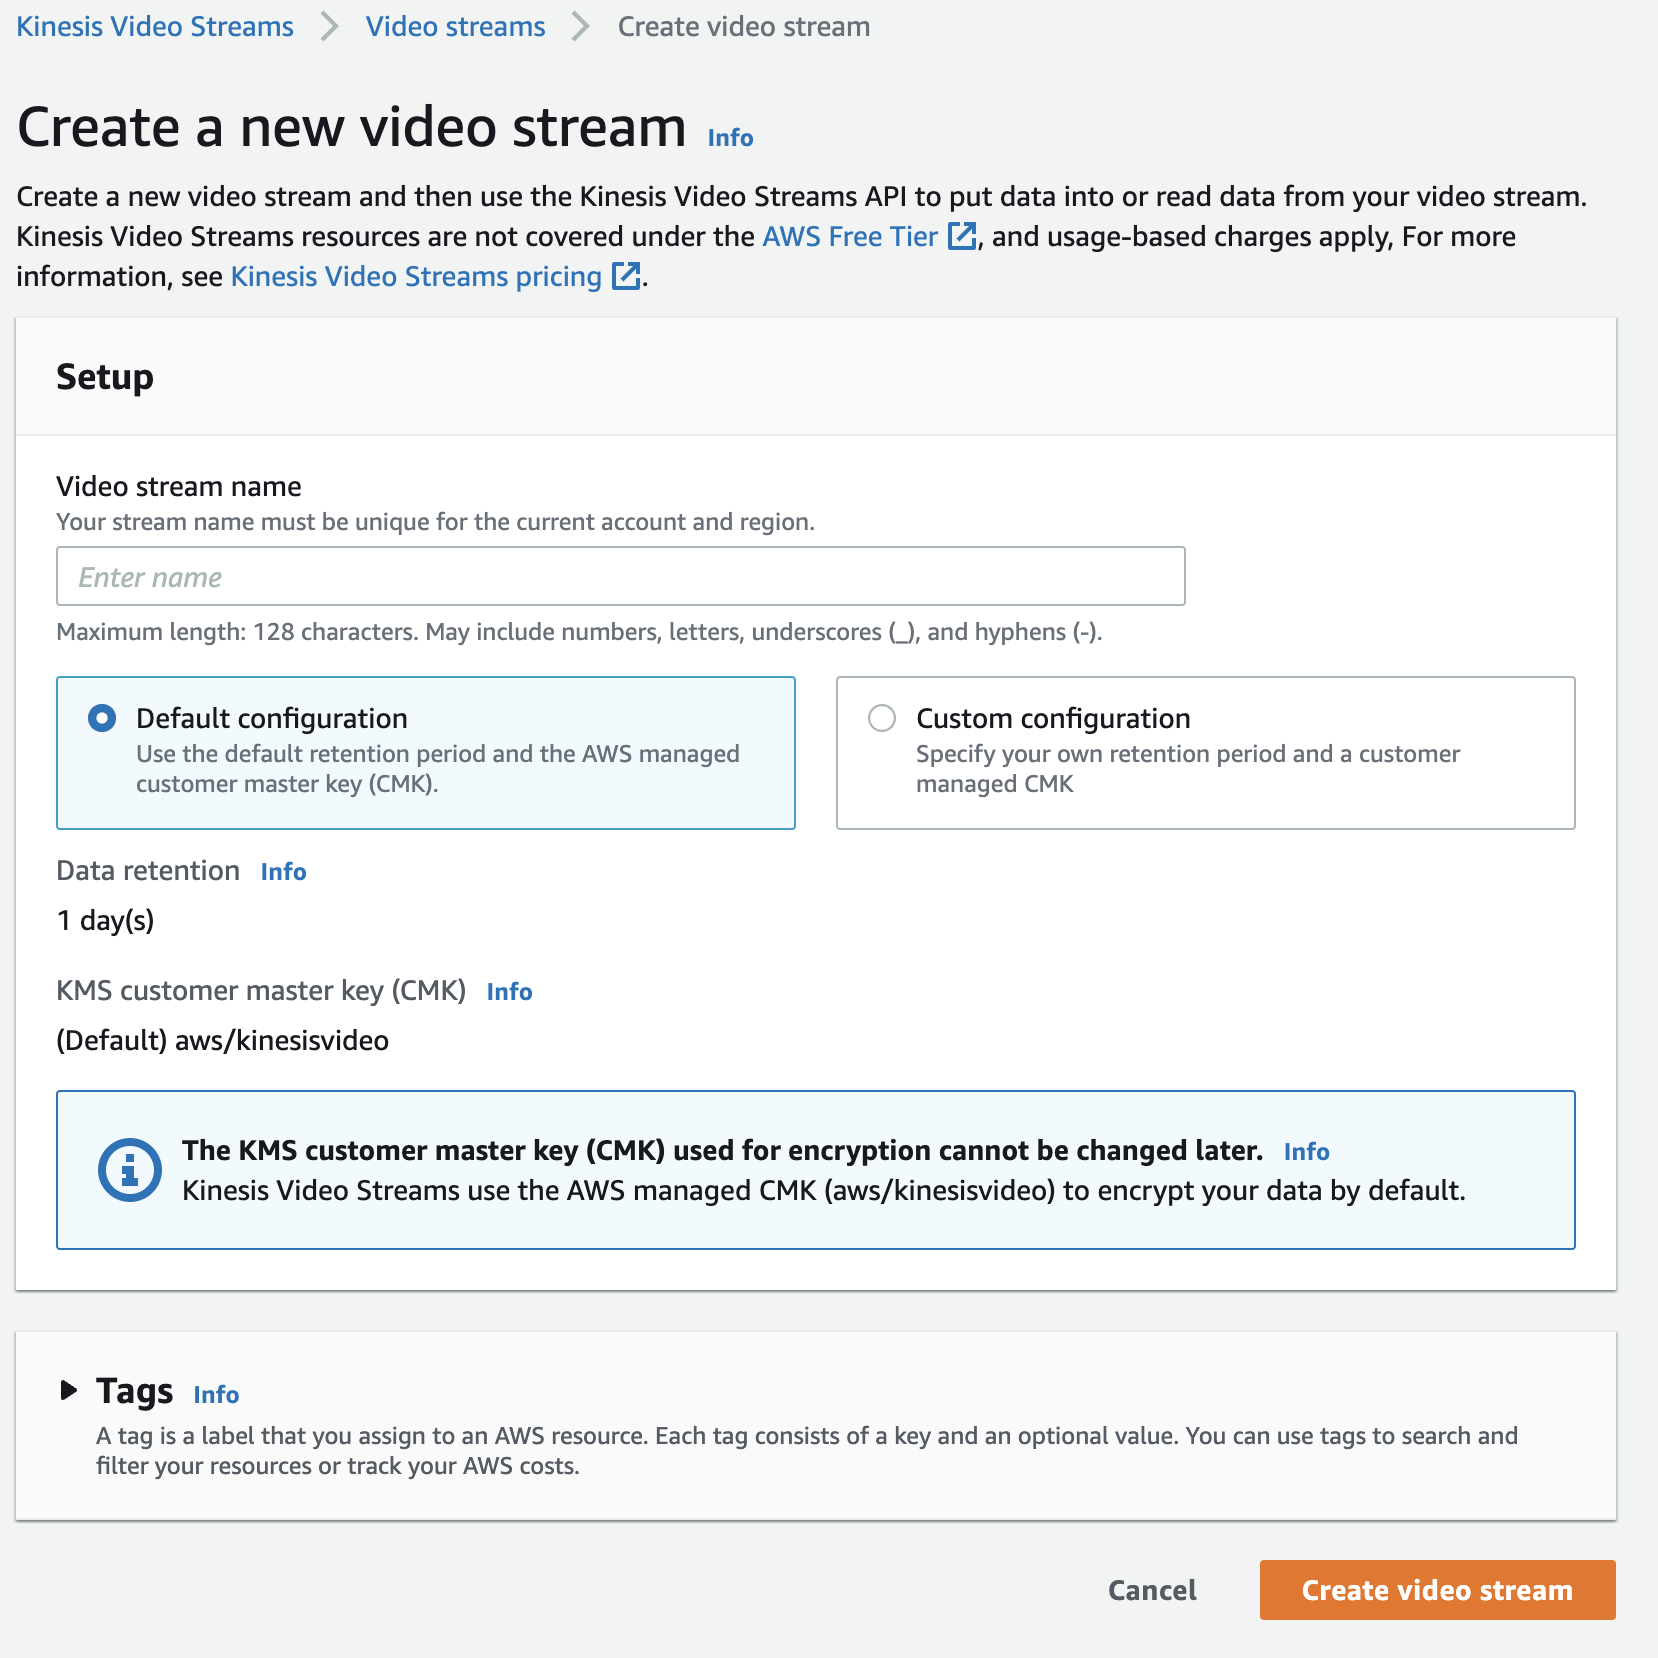 Kinesis Video Streams > Video streams > Create video stream
Create a new video stream Info
Create a new video stream and then use the Kinesis Video Streams API to put data into or read data from your video stream.
Kinesis Video Streams resources are not covered under the AWS Free Tier, and usage-based charges apply, For more
information, see Kinesis Video Streams pricing.
Setup
Video stream name
Your stream name must be unique for the current account and region.
Enter name
Maximum length: 128 characters. May include numbers, letters, underscores (_), and hyphens (-).
Default configuration
Use the default retention period and the AWS managed
customer master key (CMK).
Custom configuration
Specify your own retention period and a customer
managed CMK
Data retention Info
1 day(s)
KMS customer master key (CMK) Info
(Default) aws/kinesisvideo
The KMS customer master key (CMK) used for encryption cannot be changed later. Info
Kinesis Video Streams use the AWS managed CMK (aws/kinesisvideo) to encrypt your data by default.
Tags Info
A tag is a label that you assign to an AWS resource. Each tag consists of a key and an optional value. You can use tags to search and
filter your resources or track your AWS costs.
Cancel
Create video stream